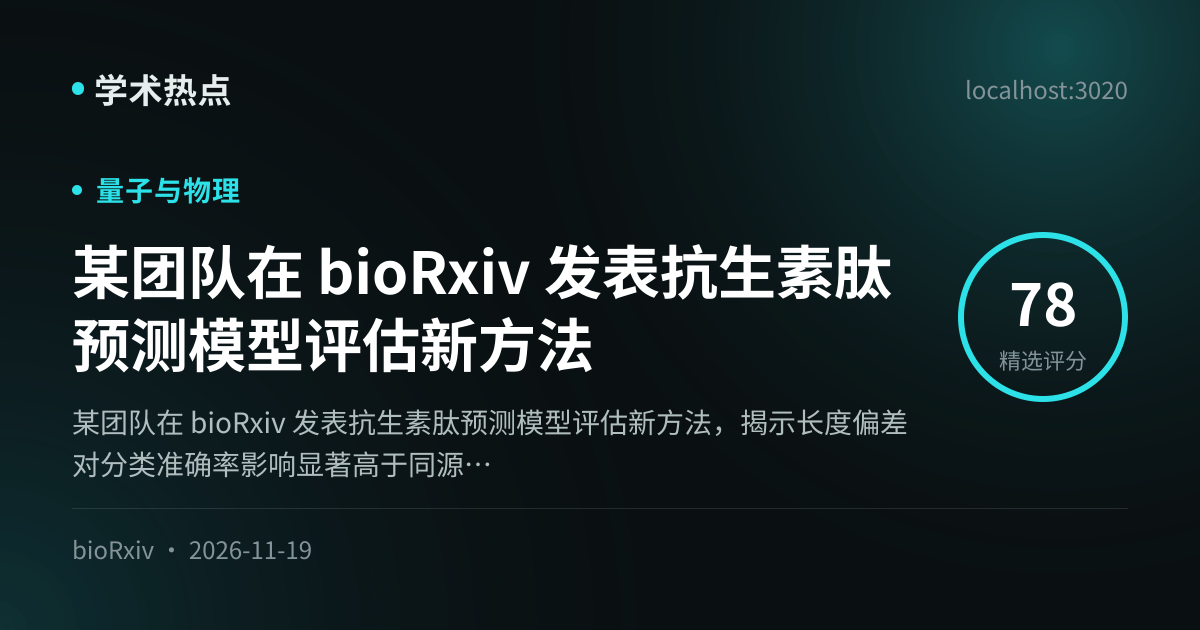 学术热点
localhost:3020
量子与物理
某团队在 bioRxiv 发表抗生素肽
预测模型评估新方法
78
精选评分
某团队在 bioRxiv 发表抗生素肽预测模型评估新方法，揭示长度偏差
对分类准确率影响显著高于同源…
bioRxiv · 2026-11-19